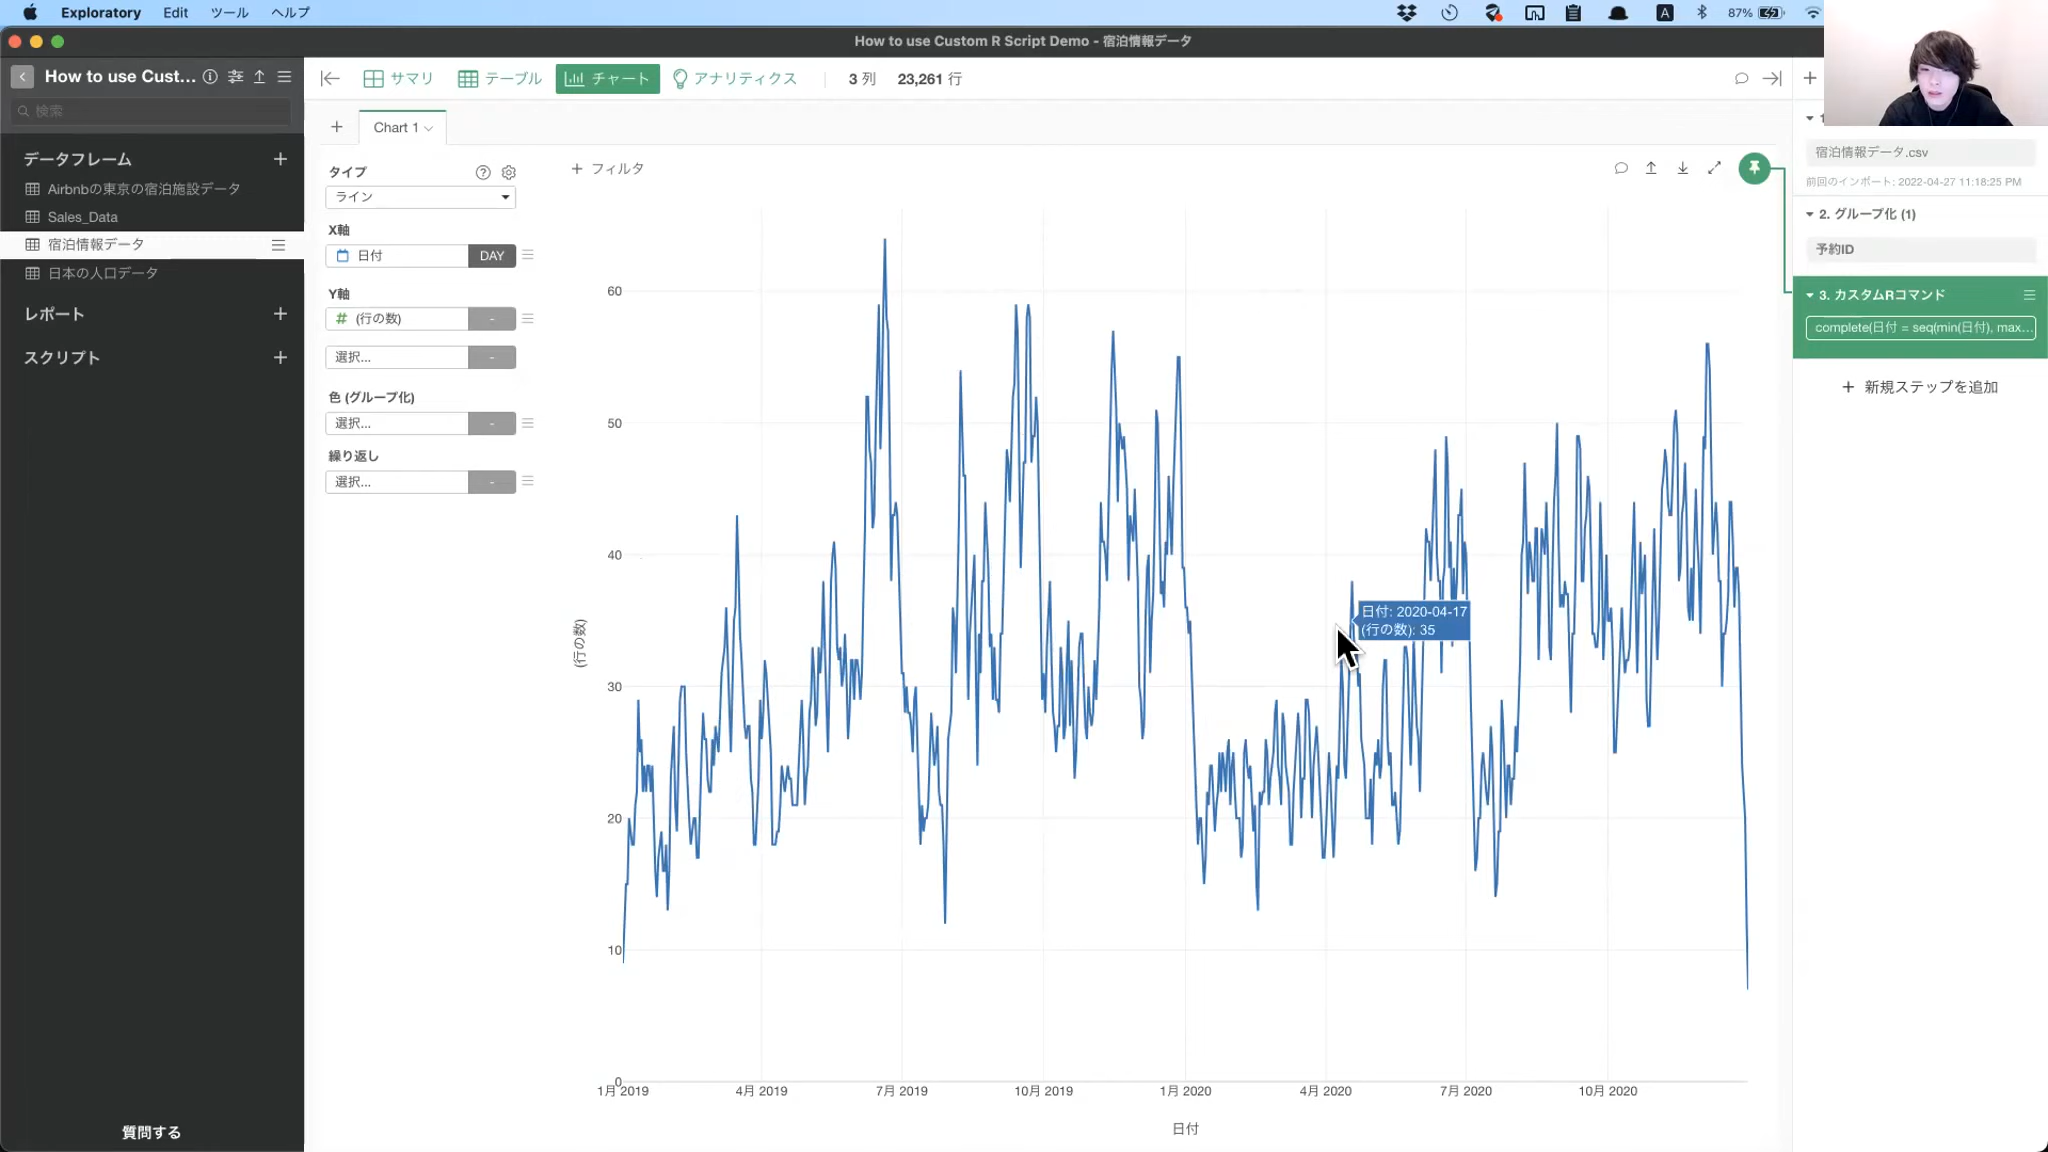 Exploratory Edit ツール ヘルプ
A 87%
How to use Custom R Script Demo - 宿泊情報データ
How to use Cust...
検索
データフレーム
Airbnbの東京の宿泊施設データ
Sales_Data
宿泊情報データ
日本の人口データ
レポート
スクリプト
質問する
サマリ テーブル チャート アナリティクス 3 列 23,261 行
Chart 1
タイプ
ライン
X軸
日付 DAY
Y軸
# (行の数) -
選択... -
色 (グループ化)
選択... -
繰り返し
選択... -
+ フィルタ
(行の数)
60
50
40
30
20
10
0
日付: 2020-04-17
(行の数): 35
1月 2019 4月 2019 7月 2019 10月 2019 1月 2020 4月 2020 7月 2020 10月 2020
日付
宿泊情報データ.csv
前回のインポート: 2022-04-27 11:18:25 PM
2. グループ化 (1)
予約ID
3. カスタムRコマンド
complete(日付 = seq(min(日付), max...
+ 新規ステップを追加